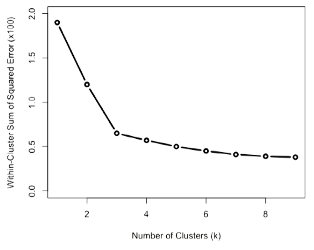 Within-Cluster Sum of Squared Error (x100)
2.0
1.5
1.0
0.5
0.0
2 4 6 8
Number of Clusters (k)